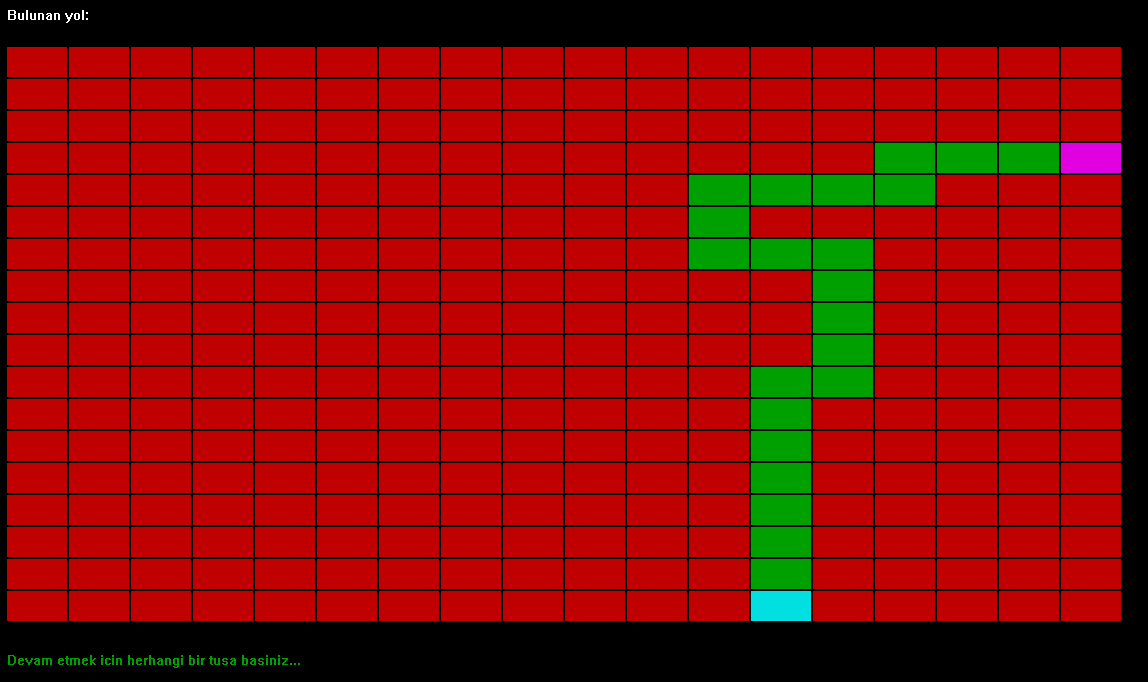 Bulunan yol:
Devam etmek icin herhangi bir tusa basiniz...